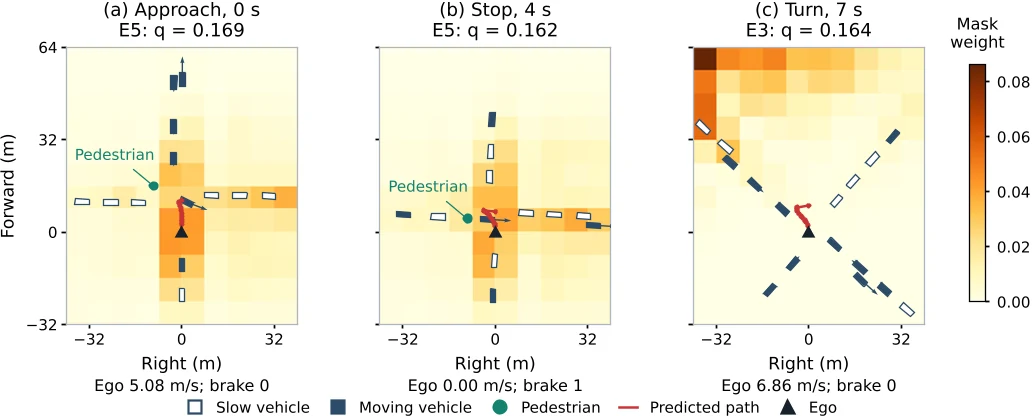 (a) Approach, 0 s
E5: q = 0.169
(b) Stop, 4 s
E5: q = 0.162
(c) Turn, 7 s
E3: q = 0.164
Mask
weight
64
32
0
−32
Forward (m)
Pedestrian
Pedestrian
0.08
0.06
0.04
0.02
0.00
−32
0
32
−32
0
32
−32
0
32
Right (m)
Right (m)
Right (m)
Ego 5.08 m/s; brake 0
Ego 0.00 m/s; brake 1
Ego 6.86 m/s; brake 0
Slow vehicle
Moving vehicle
Pedestrian
Predicted path
Ego